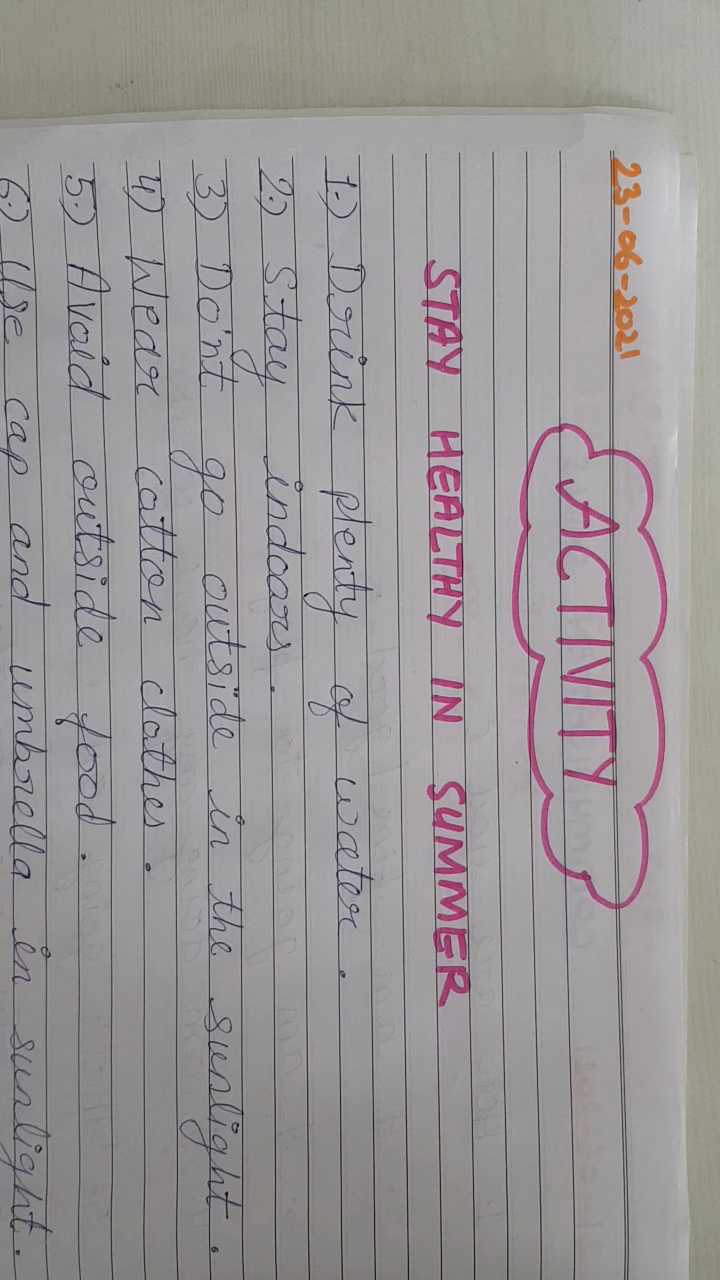 23-06-2021
ACTIVITY
STAY HEALTHY IN SUMMER
1.) Drink plenty of water.
2.) Stay indoors.
3.) Do'nt go outside in the sunlight.
4.) Wear cotton clothes.
5.) Avoid outside food.
6.) Use cap and umbrella in sunlight.